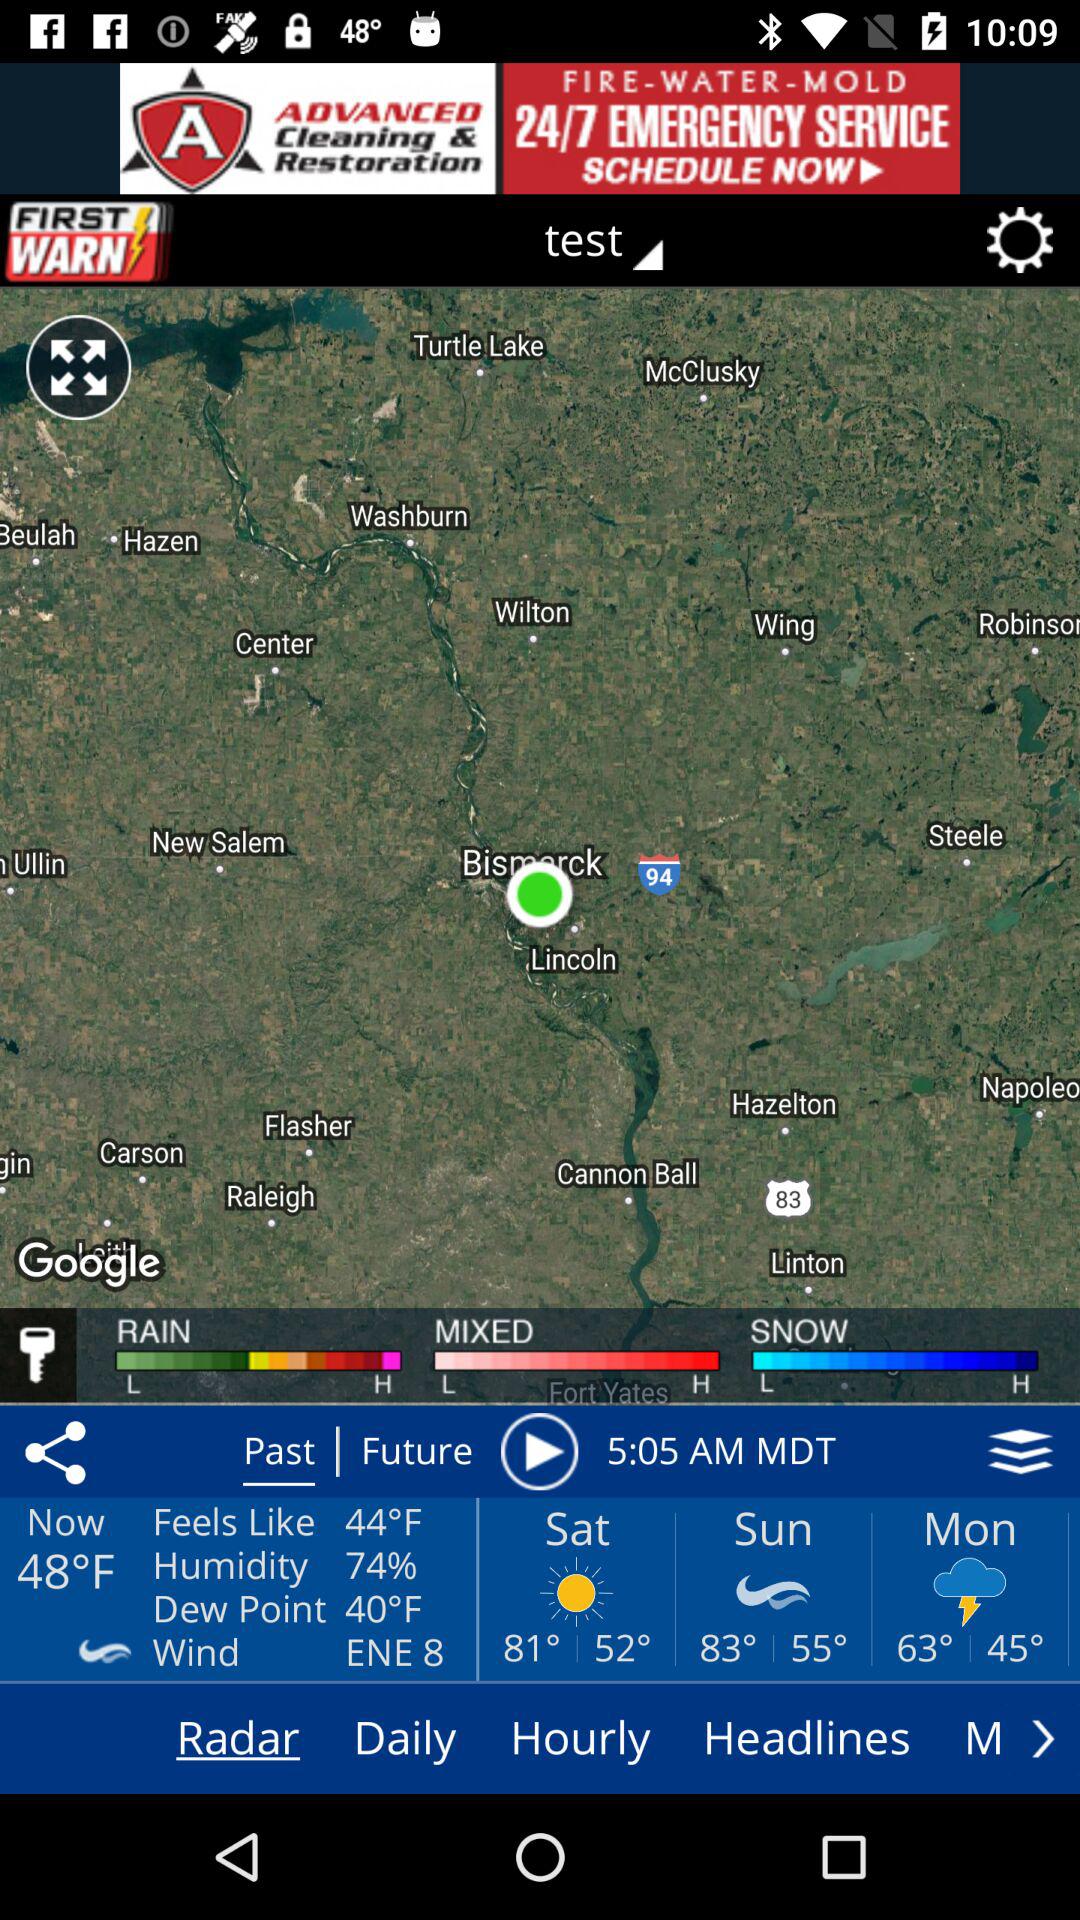 FAKE 48° 10:09
A ADVANCED Cleaning & Restoration
FIRE-WATER-MOLD
24/7 EMERGENCY SERVICE
SCHEDULE NOW
FIRST WARN
test
Turtle Lake
McClusky
Washburn
Beulah
Hazen
Wilton
Wing
Robinson
Center
New Salem
Steele
n Ullin
Bismarck
94
Lincoln
Napoleo
Hazelton
Flasher
Carson
gin
Cannon Ball
Raleigh
83
Leith
Google
Linton
RAIN MIXED SNOW
L H L H L H
Fort Yates
Past Future 5:05 AM MDT
Now
48°F
Feels Like 44°F
Humidity 74%
Dew Point 40°F
Wind ENE 8
Sat Sun Mon
81° 52° 83° 55° 63° 45°
Radar Daily Hourly Headlines M